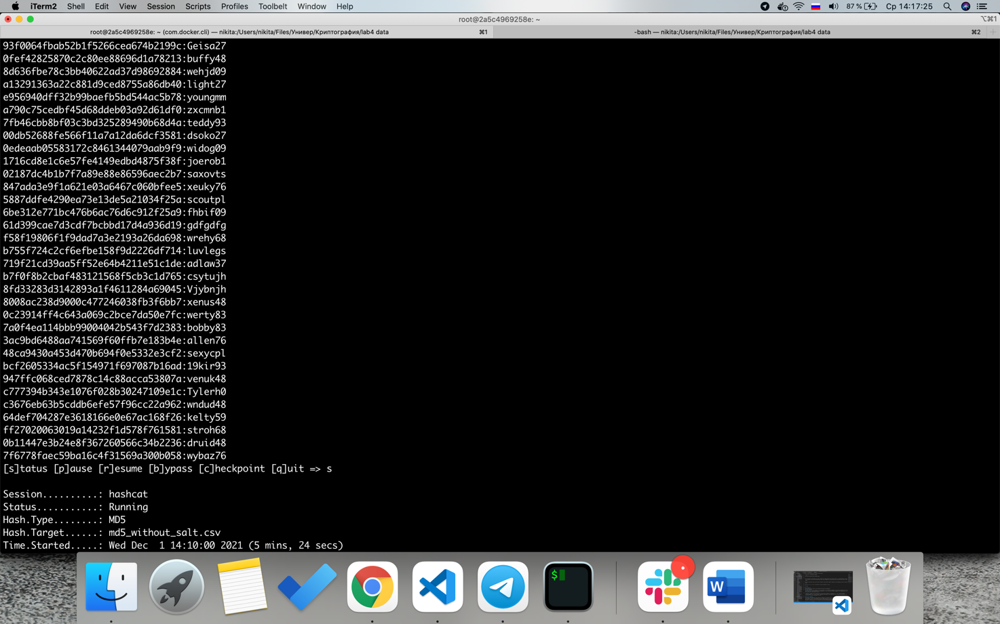 iTerm2 Shell Edit View Session Scripts Profiles Toolbelt Window Help 87 % Ср 14:17:25
root@2a5c4969258e: ~ ⌥⌘1
root@2a5c4969258e: ~ (com.docker.cli) — nikita:/Users/nikita/Files/Универ/Криптография/lab4 data ⌘1 -bash — nikita:/Users/nikita/Files/Универ/Криптография/lab4 data ⌘2 +
93f0064fbab52b1f5266cea674b2199c:Geisa27
0fef42825870c2c80ee88696d1a78213:buffy48
8d636fbe78c3bb40622ad37d98692884:wehjd09
a13291363a22c881d9ced8755a86db40:light27
e956940dff32b99baefb5bd544ac5b78:youngmm
a790c75cedbf45d68ddeb03a92d61df0:zxcmnb1
7fb46cbb8bf03c3bd325289490b68d4a:teddy93
00db52688fe566f11a7a12da6dcf3581:dsoko27
0edeaab05583172c8461344079aab9f9:widog09
1716cd8e1c6e57fe4149edbd4875f38f:joerob1
02187dc4b1b7f7a89e88e86596aec2b7:saxovts
847ada3e9f1a621e03a6467c060bfee5:xeuky76
5887ddfe4290ea73e13de5a21034f25a:scoutpl
6be312e771bc476b6ac76d6c912f25a9:fhbif09
61d399cae7d3cdf7bcbbd17d4a936d19:gdfgdfg
f58f19806f1f9dad7a3e2193a26da698:wrehy68
b755f724c2cf6efbe158f9d2226df714:luvlegs
719f21cd39aa5ff52e64b4211e51c1de:adlaw37
b7f0f8b2cbaf483121568f5cb3c1d765:csytujh
8fd33283d3142893a1f4611284a69045:Vjybnjh
8008ac238d9000c477246038fb3f6bb7:xenus48
0c23914ff4c643a069c2bce7da50e7fc:werty83
7a0f4ea114bbb99004042b543f7d2383:bobby83
3ac9bd6488aa741569f60ffb7e183b4e:allen76
48ca9430a453d470b694f0e5332e3cf2:sexycpl
bcf2605334ac5f154971f697087b16ad:19kir93
947ffc068ced7878c14c88acca53807a:venuk48
c777394b343e1076f028b30247109e1c:Tylerh0
c3676eb63b5cddb6efe57f96cc22a962:wndud48
64def704287e3618166e0e67ac168f26:kelty59
ff27020063019a14232f1d578f761581:stroh68
0b11447e3b24e8f367260566c34b2236:druid48
7f6778faec59ba16c4f31569a300b058:wybaz76
[s]tatus [p]ause [r]esume [b]ypass [c]heckpoint [q]uit => s
Session..........: hashcat
Status...........: Running
Hash.Type........: MD5
Hash.Target......: md5_without_salt.csv
Time.Started.....: Wed Dec  1 14:10:00 2021 (5 mins, 24 secs)
$
W